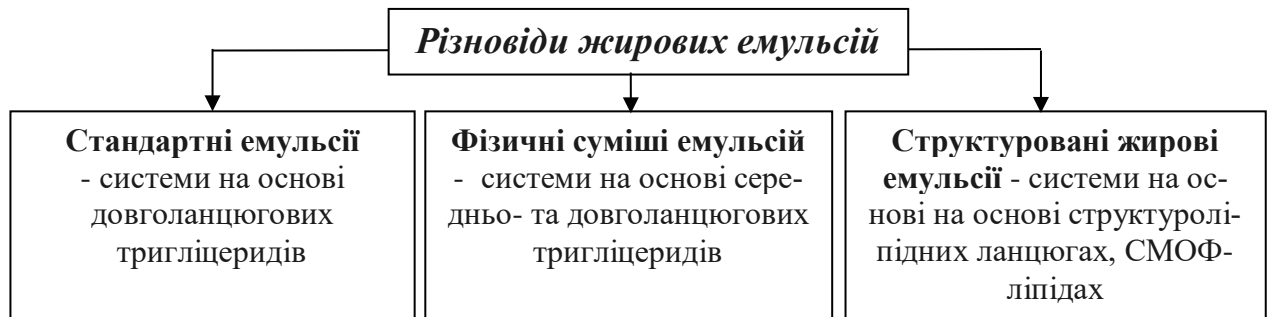 Різновіди жирових емульсій
Стандартні емульсії
- системи на основі
довголанцюгових
тригліцеридів
Фізичні суміші емульсій
- системи на основі сере-
дньо- та довголанцюгових
тригліцеридів
Структуровані жирові
емульсії - системи на ос-
нові на основі структуролі-
підних ланцюгах, СМОФ-
ліпідах